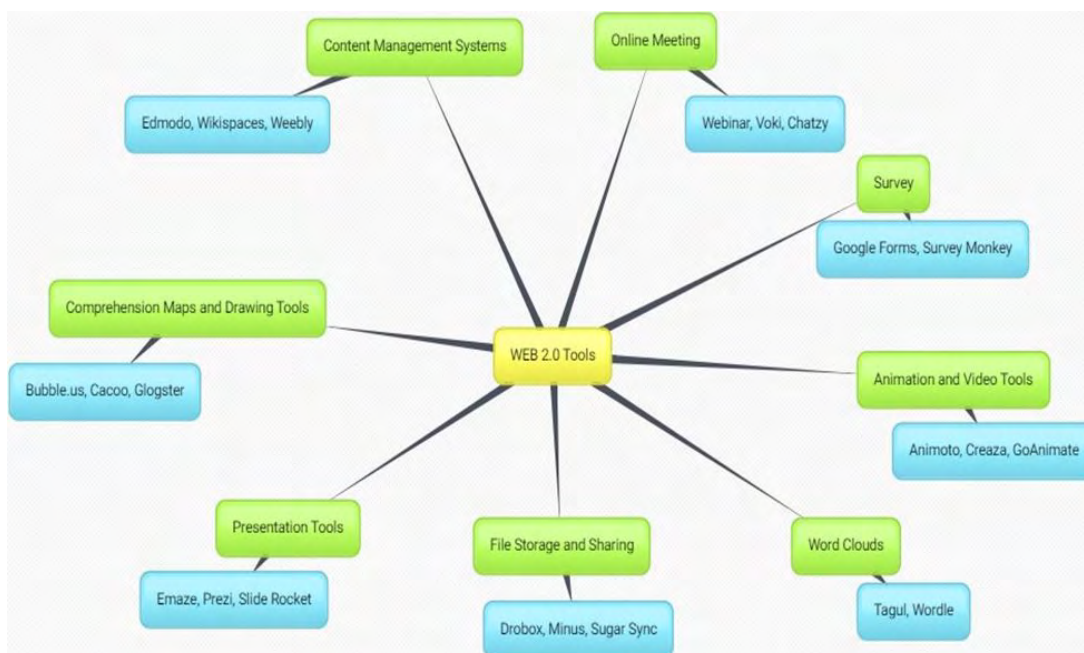 Content Management Systems
Online Meeting
Edmodo, Wikispaces, Weebly
Webinar, Voki, Chatzy
Survey
Google Forms, Survey Monkey
Comprehension Maps and Drawing Tools
WEB 2.0 Tools
Bubble.us, Cacoo, Glogster
Animation and Video Tools
Animoto, Creaza, GoAnimate
Presentation Tools
File Storage and Sharing
Word Clouds
Emaze, Prezi, Slide Rocket
Drobox, Minus, Sugar Sync
Tagul, Wordle